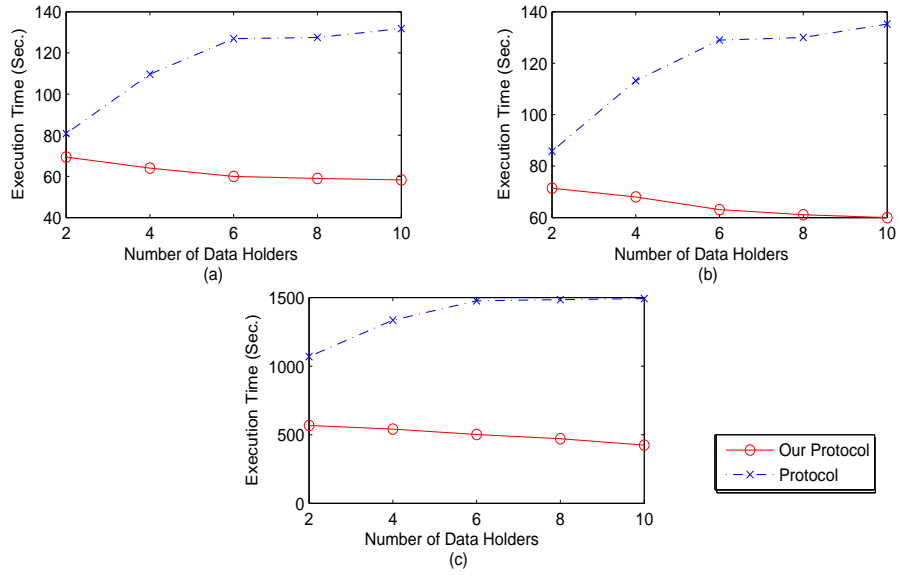 140
120
100
80
60
40
Execution Time (Sec.)
2 4 6 8 10
Number of Data Holders
(a)
140
120
100
80
60
Execution Time (Sec.)
2 4 6 8 10
Number of Data Holders
(b)
1500
1000
500
0
Execution Time (Sec.)
2 4 6 8 10
Number of Data Holders
(c)
Our Protocol
Protocol